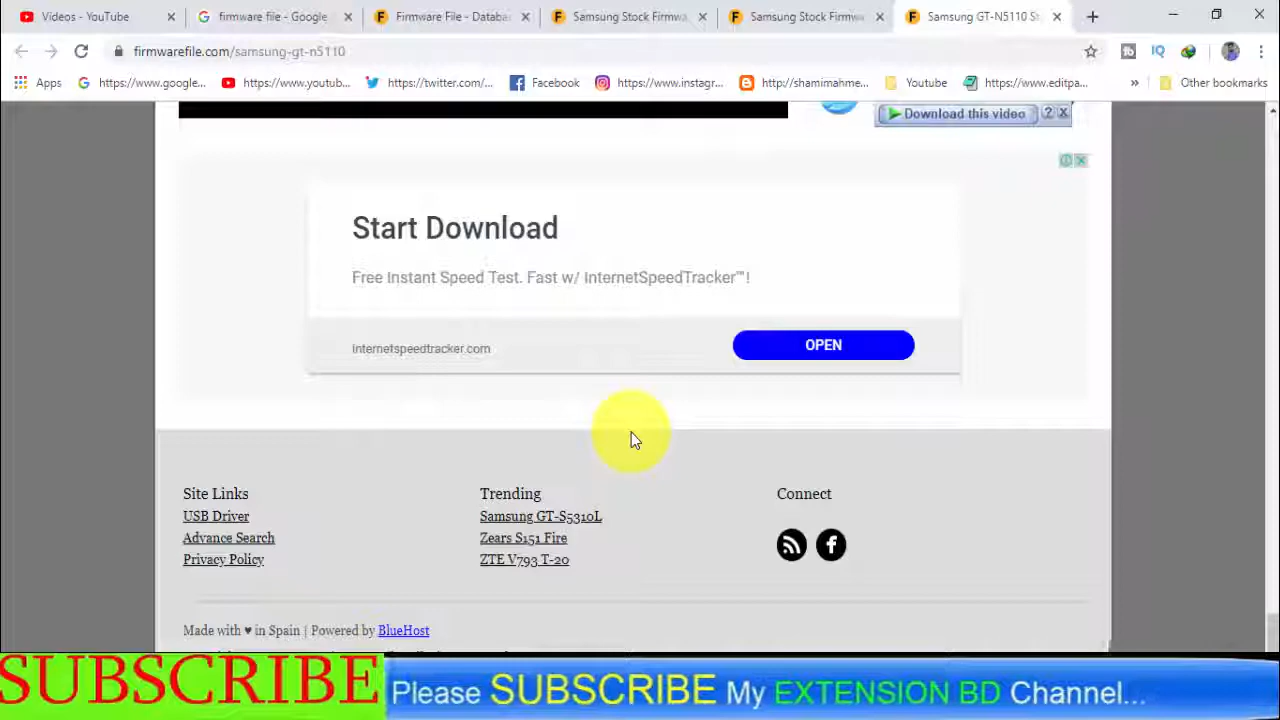 Videos - YouTube
firmware file - Google
Firmware File - Databa
Samsung Stock Firmwa
Samsung Stock Firmw
Samsung GT-N5110 St
firmwarefile.com/samsung-gt-n5110
IQ
Apps
https://www.google...
https://www.youtub...
https://twitter.com/...
Facebook
https://www.instagr...
http://shamimahme...
Youtube
https://www.editpa...
»
Other bookmarks
Download this video
? X
Start Download
Free Instant Speed Test. Fast w/ InternetSpeedTracker™!
internetspeedtracker.com
OPEN
Site Links
Trending
Connect
USB Driver
Samsung GT-S5310L
Advance Search
Zears S151 Fire
Privacy Policy
ZTE V793 T-20
Made with ♥ in Spain | Powered by BlueHost
SUBSCRIBE
Please SUBSCRIBE My EXTENSION BD Channel...